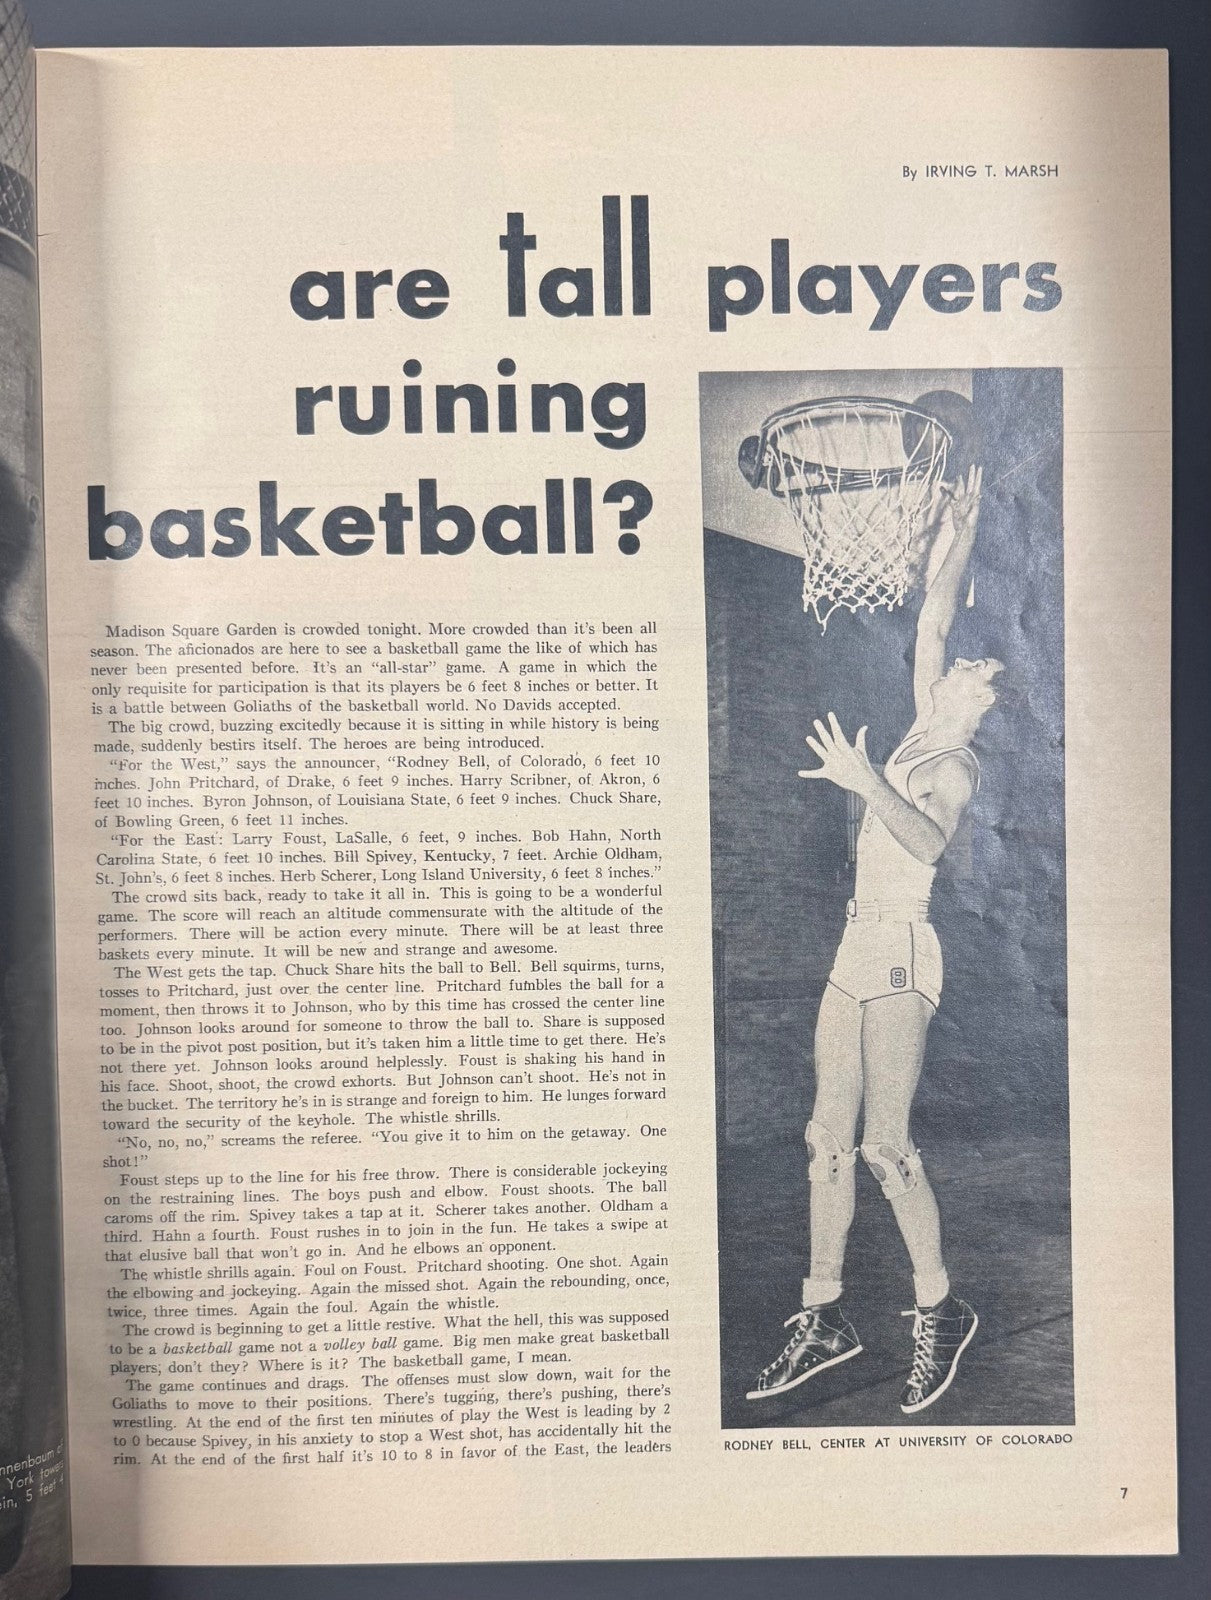 By IRVING T. MARSH
are tall players
ruining
basketball?
Madison Square Garden is crowded tonight. More crowded than it's been all
season. The aficionados are here to see a basketball game the like of which has
never been presented before. It's an "all-star" game. A game in which the
only requisite for participation is that its players be 6 feet 8 inches or better. It
is a battle between Goliaths of the basketball world. No Davids accepted.
The big crowd, buzzing excitedly because it is sitting in while history is being
made, suddenly bestirs itself. The heroes are being introduced.
"For the West," says the announcer, "Rodney Bell, of Colorado, 6 feet 10
inches. John Pritchard, of Drake, 6 feet 9 inches. Harry Scribner, of Akron, 6
feet 10 inches. Byron Johnson, of Louisiana State, 6 feet 9 inches. Chuck Share,
of Bowling Green, 6 feet 11 inches.
"For the East: Larry Foust, LaSalle, 6 feet, 9 inches. Bob Hahn, North
Carolina State, 6 feet 10 inches. Bill Spivey, Kentucky, 7 feet. Archie Oldham,
St. John's, 6 feet 8 inches. Herb Scherer, Long Island University, 6 feet 8 inches."
The crowd sits back, ready to take it all in. This is going to be a wonderful
game. The score will reach an altitude commensurate with the altitude of the
performers. There will be action every minute. There will be at least three
baskets every minute. It will be new and strange and awesome.
The West gets the tap. Chuck Share hits the ball to Bell. Bell squirms, turns,
tosses to Pritchard, just over the center line. Pritchard fumbles the ball for a
moment, then throws it to Johnson, who by this time has crossed the center line
too. Johnson looks around for someone to throw the ball to. Share is supposed
to be in the pivot post position, but it's taken him a little time to get there. He's
not there yet. Johnson looks around helplessly. Foust is shaking his hand in
his face. Shoot, shoot, the crowd exhorts. But Johnson can't shoot. He's not in
the bucket. The territory he's in is strange and foreign to him. He lunges forward
toward the security of the keyhole. The whistle shrills.
"No, no, no," screams the referee. "You give it to him on the getaway. One
shot!"
Foust steps up to the line for his free throw. There is considerable jockeying
on the restraining lines. The boys push and elbow. Foust shoots. The ball
caroms off the rim. Spivey takes a tap at it. Scherer takes another. Oldham a
third. Hahn a fourth. Foust rushes in to join in the fun. He takes a swipe at
that elusive ball that won't go in. And he elbows an opponent.
The whistle shrills again. Foul on Foust. Pritchard shooting. One shot. Again
the elbowing and jockeying. Again the missed shot. Again the rebounding, once,
twice, three times. Again the foul. Again the whistle.
The crowd is beginning to get a little restive. What the hell, this was supposed
to be a basketball game not a volley ball game. Big men make great basketball
players, don't they? Where is it? The basketball game, I mean.
The game continues and drags. The offenses must slow down, wait for the
Goliaths to move to their positions. There's tugging, there's pushing, there's
wrestling. At the end of the first ten minutes of play the West is leading by 2
to 0 because Spivey, in his anxiety to stop a West shot, has accidentally hit the
rim. At the end of the first half it's 10 to 8 in favor of the East, the leaders
8
RODNEY BELL, CENTER AT UNIVERSITY OF COLORADO
7
York
5 feet